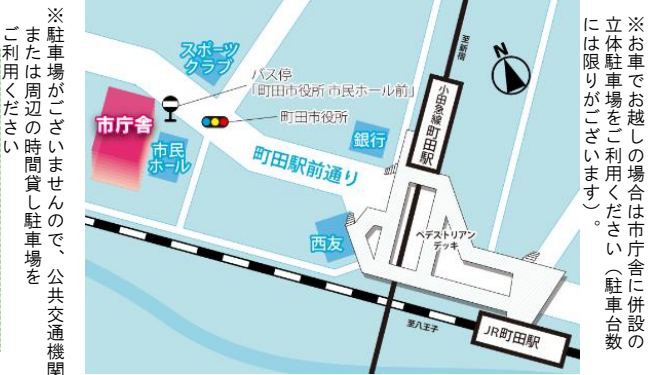 ※お車でお越しの場合は市庁舎に併設の
立体駐車場をご利用ください（駐車台数
には限りがございます）。
至新宿
N
小田急線町田駅
スポーツ
クラブ
バス停
「町田市役所 市民ホール前」
町田市役所
市庁舎
市民
ホール
銀行
町田駅前通り
西友
ペデストリアン
デッキ
至八王子
JR町田駅
※駐車場がございませんので、公共交通機関
または周辺の時間貸し駐車場を
ご利用ください